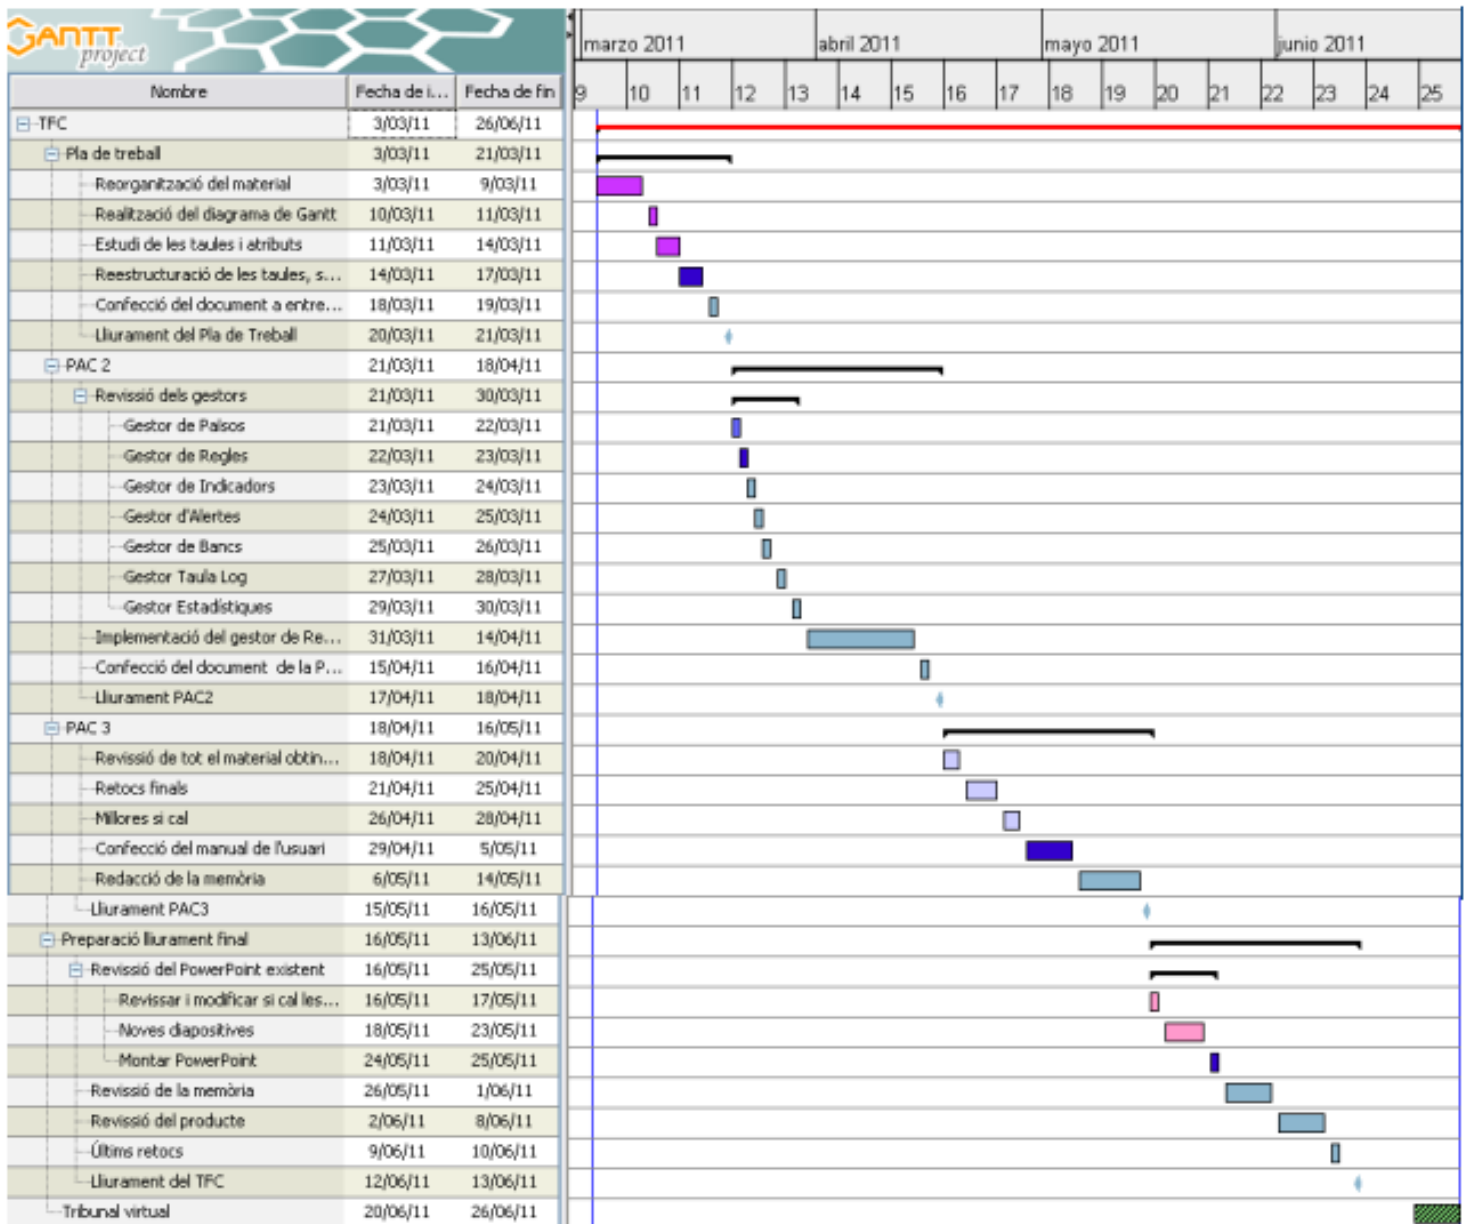 GANTT
project
marzo 2011 abril 2011 mayo 2011 junio 2011
Nombre Fecha de i... Fecha de fin 9 10 11 12 13 14 15 16 17 18 19 20 21 22 23 24 25
TFC 3/03/11 26/06/11
Pla de treball 3/03/11 21/03/11
Reorganització del material 3/03/11 9/03/11
Realització del diagrama de Gantt 10/03/11 11/03/11
Estudi de les taules i atributs 11/03/11 14/03/11
Reestructuració de les taules, s... 14/03/11 17/03/11
Confecció del document a entre... 18/03/11 19/03/11
Lliurament del Pla de Treball 20/03/11 21/03/11
PAC 2 21/03/11 18/04/11
Revissió dels gestors 21/03/11 30/03/11
Gestor de Països 21/03/11 22/03/11
Gestor de Regles 22/03/11 23/03/11
Gestor de Indicadors 23/03/11 24/03/11
Gestor d'Alertes 24/03/11 25/03/11
Gestor de Bancs 25/03/11 26/03/11
Gestor Taula Log 27/03/11 28/03/11
Gestor Estadístiques 29/03/11 30/03/11
Implementació del gestor de Re... 31/03/11 14/04/11
Confecció del document de la P... 15/04/11 16/04/11
Lliurament PAC2 17/04/11 18/04/11
PAC 3 18/04/11 16/05/11
Revissió de tot el material obtin... 18/04/11 20/04/11
Retocs finals 21/04/11 25/04/11
Millores si cal 26/04/11 28/04/11
Confecció del manual de l'usuari 29/04/11 5/05/11
Redacció de la memòria 6/05/11 14/05/11
Lliurament PAC3 15/05/11 16/05/11
Preparació lliurament final 16/05/11 13/06/11
Revissió del PowerPoint existent 16/05/11 25/05/11
Revissar i modificar si cal les... 16/05/11 17/05/11
Noves diapositives 18/05/11 23/05/11
Montar PowerPoint 24/05/11 25/05/11
Revissió de la memòria 26/05/11 1/06/11
Revissió del producte 2/06/11 8/06/11
Últims retocs 9/06/11 10/06/11
Lliurament del TFC 12/06/11 13/06/11
Tribunal virtual 20/06/11 26/06/11